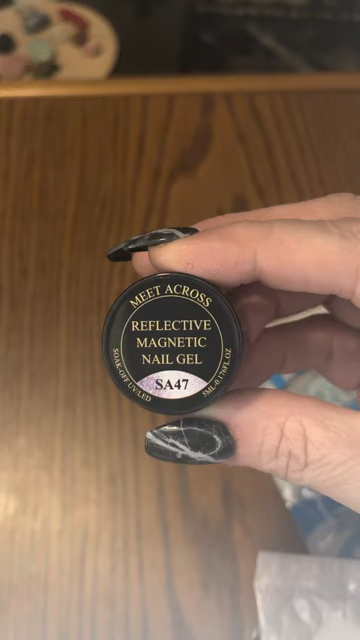 MEET ACROSS
REFLECTIVE
MAGNETIC
NAIL GEL
SA47
SOAK-OFF UV/LED
5ML-0.17fl.OZ